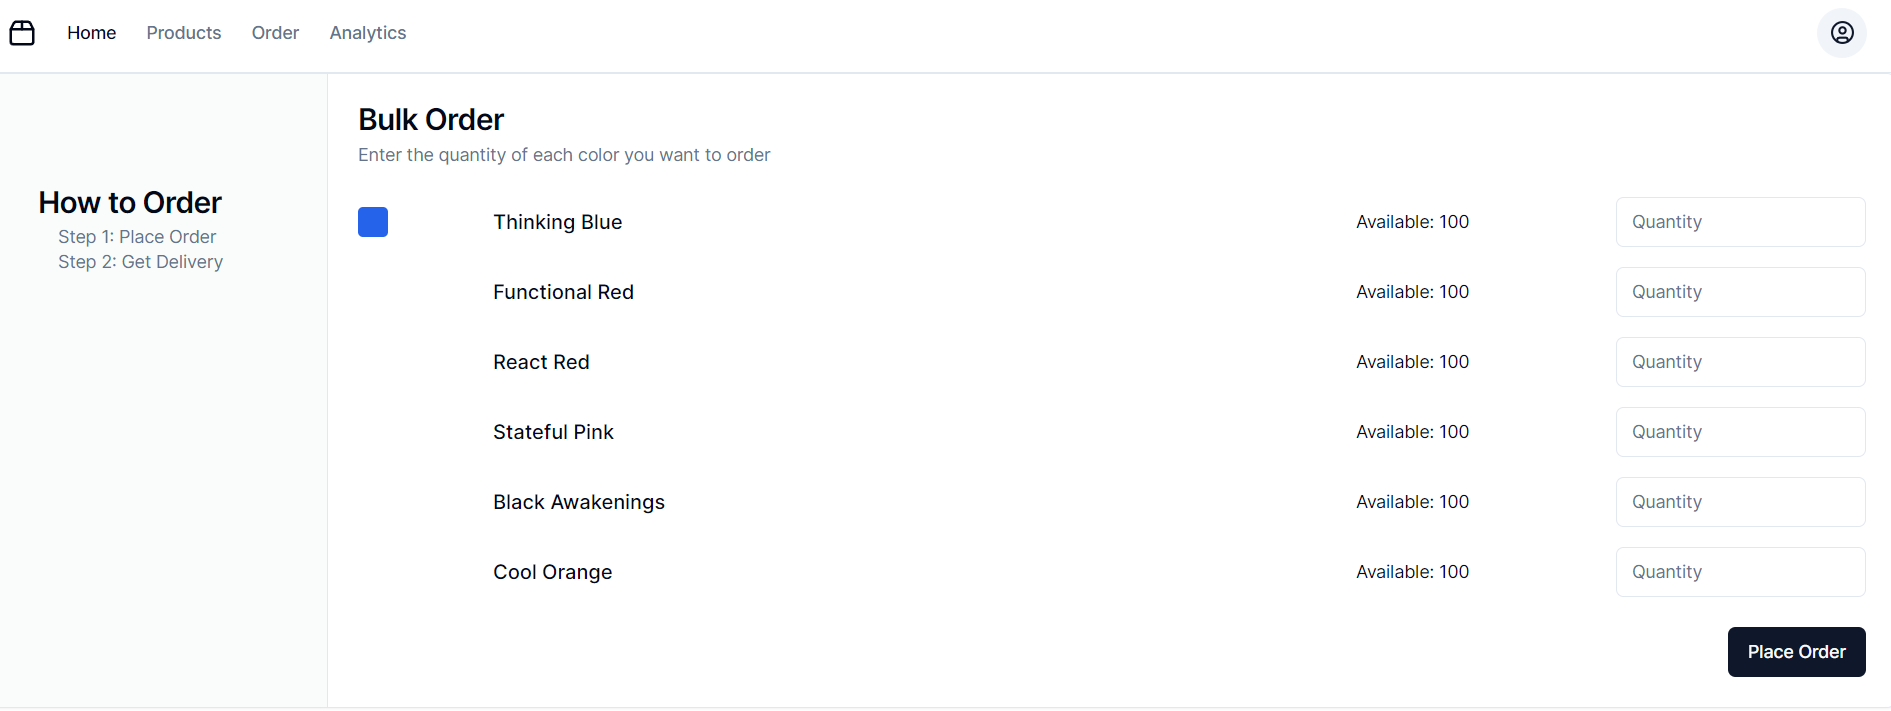 Home Products Order Analytics
How to Order
Step 1: Place Order
Step 2: Get Delivery
Bulk Order
Enter the quantity of each color you want to order
Thinking Blue Available: 100 Quantity
Functional Red Available: 100 Quantity
React Red Available: 100 Quantity
Stateful Pink Available: 100 Quantity
Black Awakenings Available: 100 Quantity
Cool Orange Available: 100 Quantity
Place Order